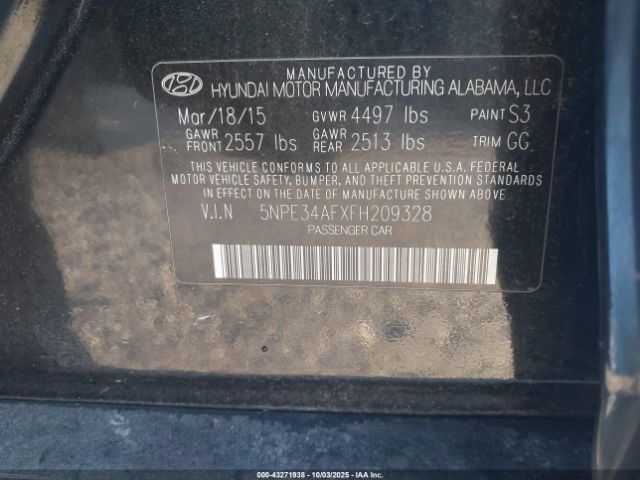 MANUFACTURED BY
HYUNDAI MOTOR MANUFACTURING ALABAMA, LLC
Mar/18/15 GVWR 4497 lbs PAINT S3
GAWR FRONT 2557 lbs GAWR REAR 2513 lbs TRIM GG
THIS VEHICLE CONFORMS TO ALL APPLICABLE U.S.A. FEDERAL
MOTOR VEHICLE SAFETY, BUMPER, AND THEFT PREVENTION STANDARDS
IN EFFECT ON THE DATE OF MANUFACTURE SHOWN ABOVE
V.I.N 5NPE34AFXFH209328
PASSENGER CAR
000-43271938 - 10/03/2025 - IAA, Inc.